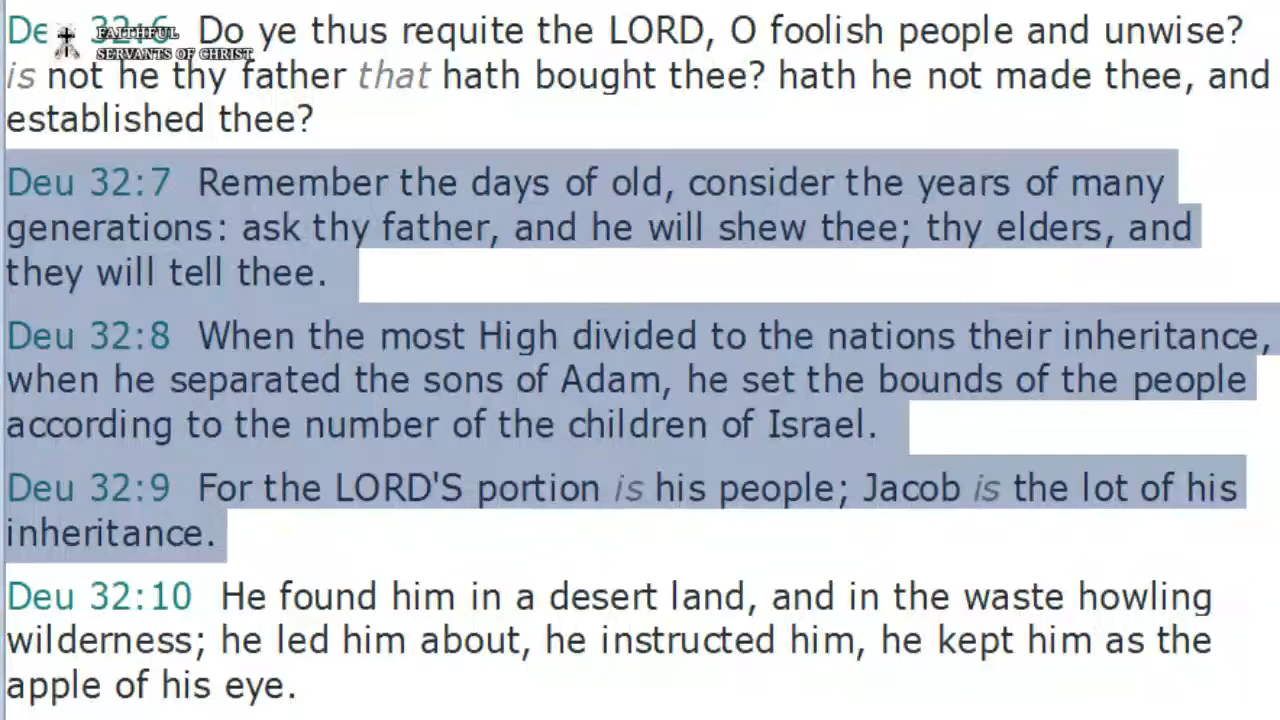 Deu 32:6 Do ye thus requite the LORD, O foolish people and unwise?
FAITHFUL
SERVANTS OF CHRIST
is not he thy father that hath bought thee? hath he not made thee, and
established thee?
Deu 32:7 Remember the days of old, consider the years of many
generations: ask thy father, and he will shew thee; thy elders, and
they will tell thee.
Deu 32:8 When the most High divided to the nations their inheritance,
when he separated the sons of Adam, he set the bounds of the people
according to the number of the children of Israel.
Deu 32:9 For the LORD'S portion is his people; Jacob is the lot of his
inheritance.
Deu 32:10 He found him in a desert land, and in the waste howling
wilderness; he led him about, he instructed him, he kept him as the
apple of his eye.